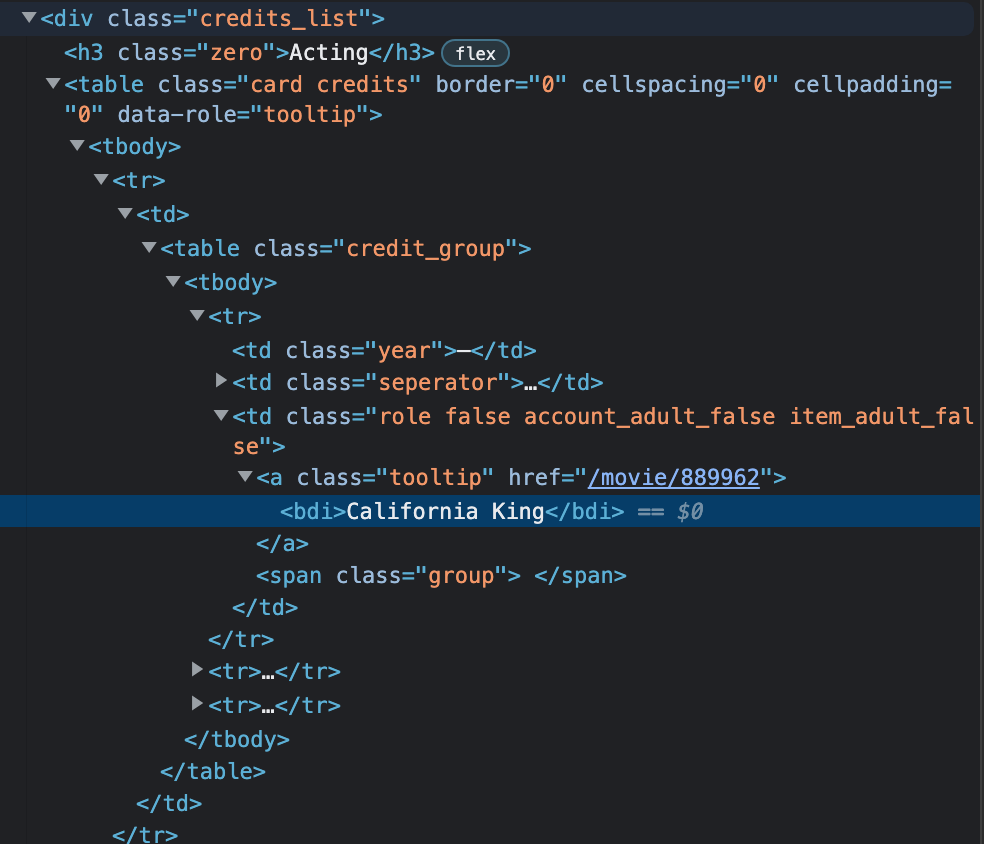 ▼<div class="credits_list">
<h3 class="zero">Acting</h3> flex
▼<table class="card credits" border="0" cellspacing="0" cellpadding=
"0" data-role="tooltip">
▼<tbody>
▼<tr>
▼<td>
▼<table class="credit_group">
▼<tbody>
▼<tr>
<td class="year">—</td>
▶<td class="seperator">…</td>
▼<td class="role false account_adult_false item_adult_fal
se">
▼<a class="tooltip" href="/movie/889962">
<bdi>California King</bdi> == $0
</a>
<span class="group"> </span>
</td>
</tr>
▶<tr>…</tr>
▶<tr>…</tr>
</tbody>
</table>
</td>
</tr>